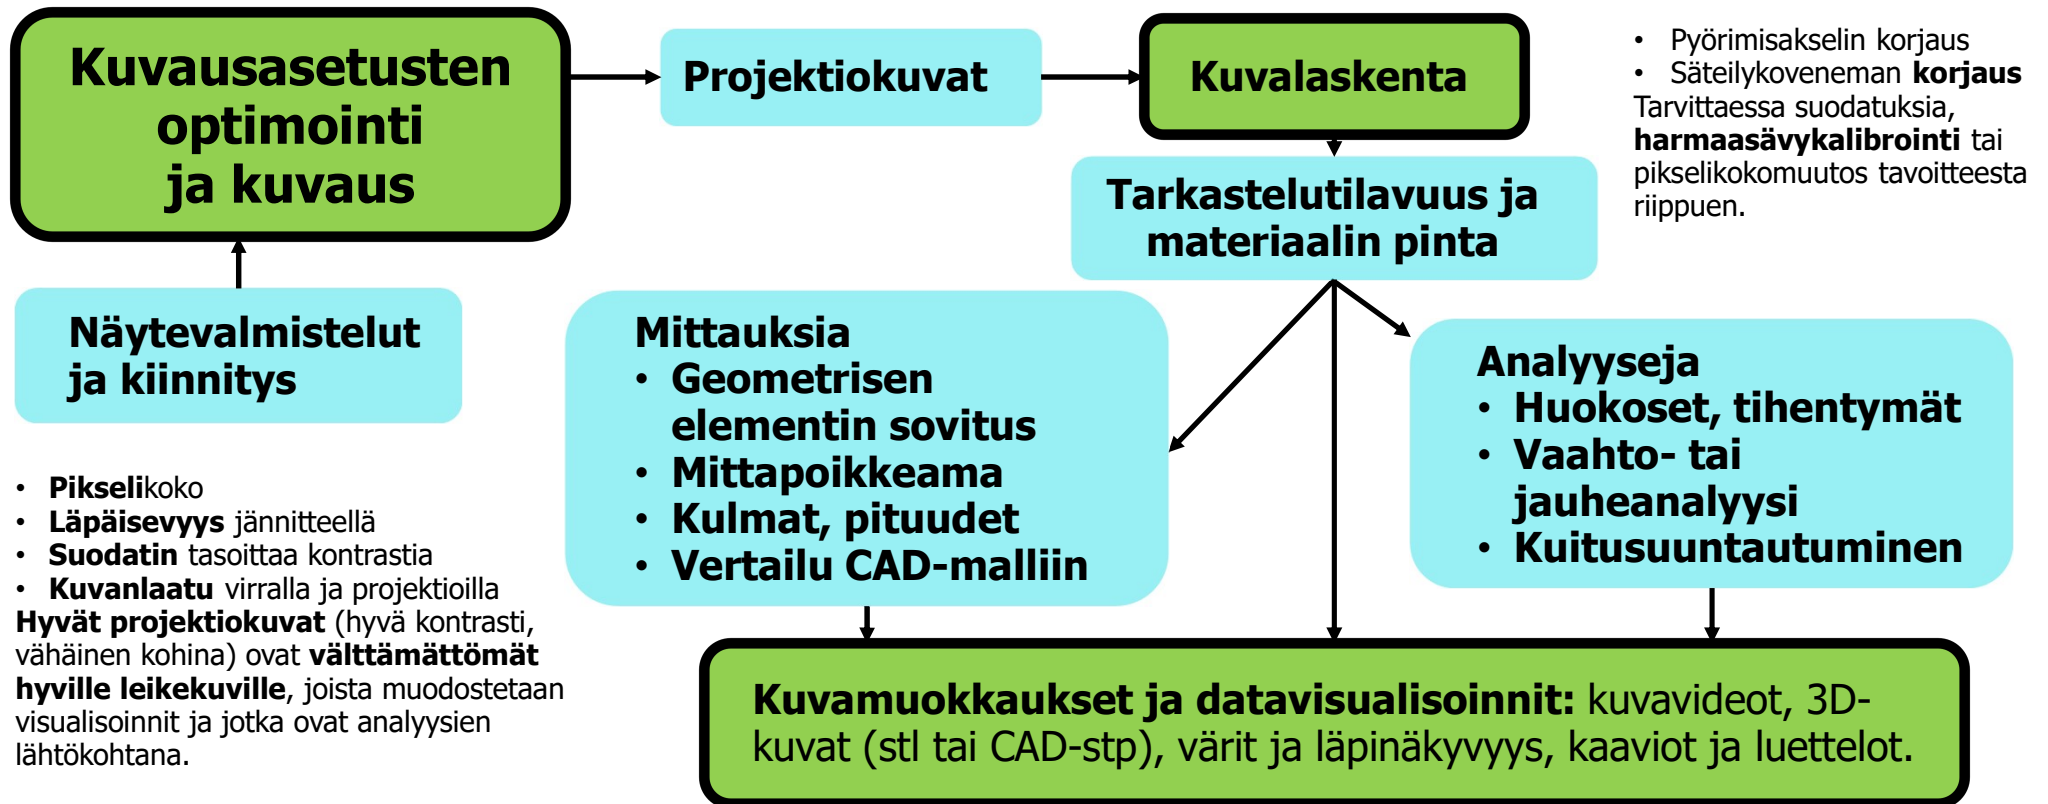 Kuvausasetusten
optimointi
ja kuvaus
Projektiokuvat
Kuvalaskenta
• Pyörimisakselin korjaus
• Säteilykoveneman korjaus
Tarvittaessa suodatuksia,
harmaasävykalibrointi tai
pikselikokomuutos tavoitteesta
riippuen.
Tarkastelutilavuus ja
materiaalin pinta
Näytevalmistelut
ja kiinnitys
Mittauksia
• Geometrisen
elementin sovitus
• Mittapoikkeama
• Kulmat, pituudet
• Vertailu CAD-malliin
Analyyseja
• Huokoset, tihentymät
• Vaahto- tai
jauheanalyysi
• Kuitusuuntautuminen
• Pikselikoko
• Läpäisevyys jännitteellä
• Suodatin tasoittaa kontrastia
• Kuvanlaatu virralla ja projektioilla
Hyvät projektiokuvat (hyvä kontrasti,
vähäinen kohina) ovat välttämättömät
hyville leikekuville, joista muodostetaan
visualisoinnit ja jotka ovat analyysien
lähtökohtana.
Kuvamuokkaukset ja datavisualisoinnit: kuvavideot, 3D-
kuvat (stl tai CAD-stp), värit ja läpinäkyvyys, kaaviot ja luettelot.